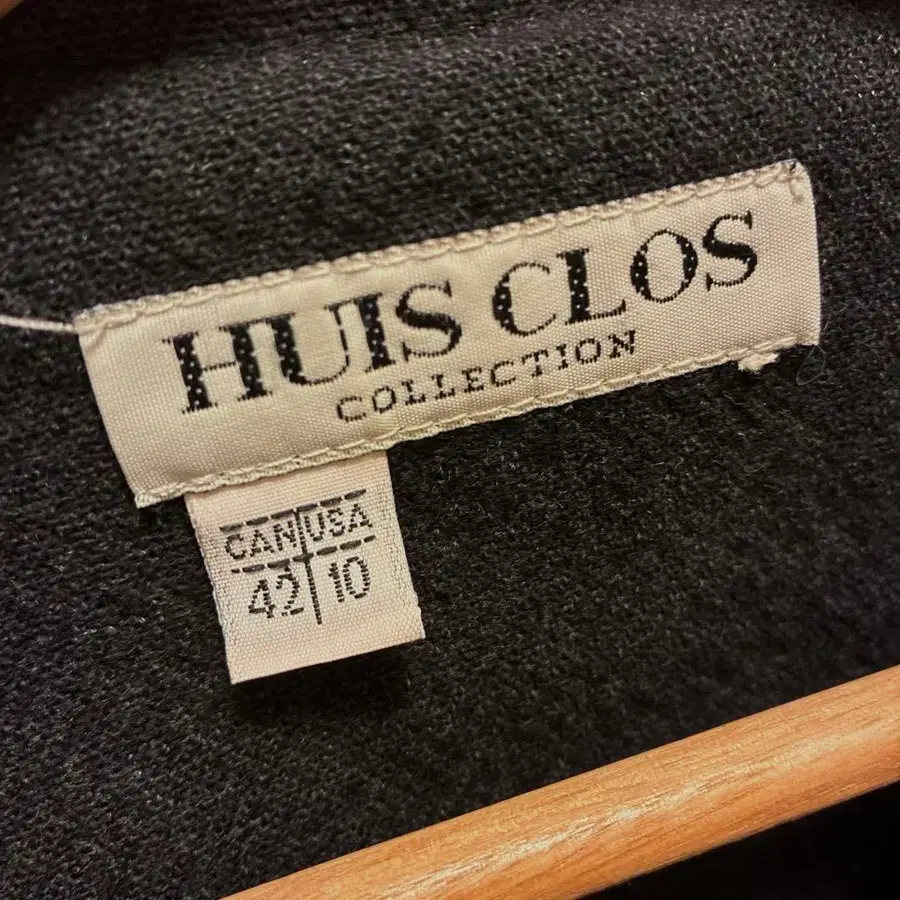 HUIS CLOS
COLLECTION
CAN USA
42 10